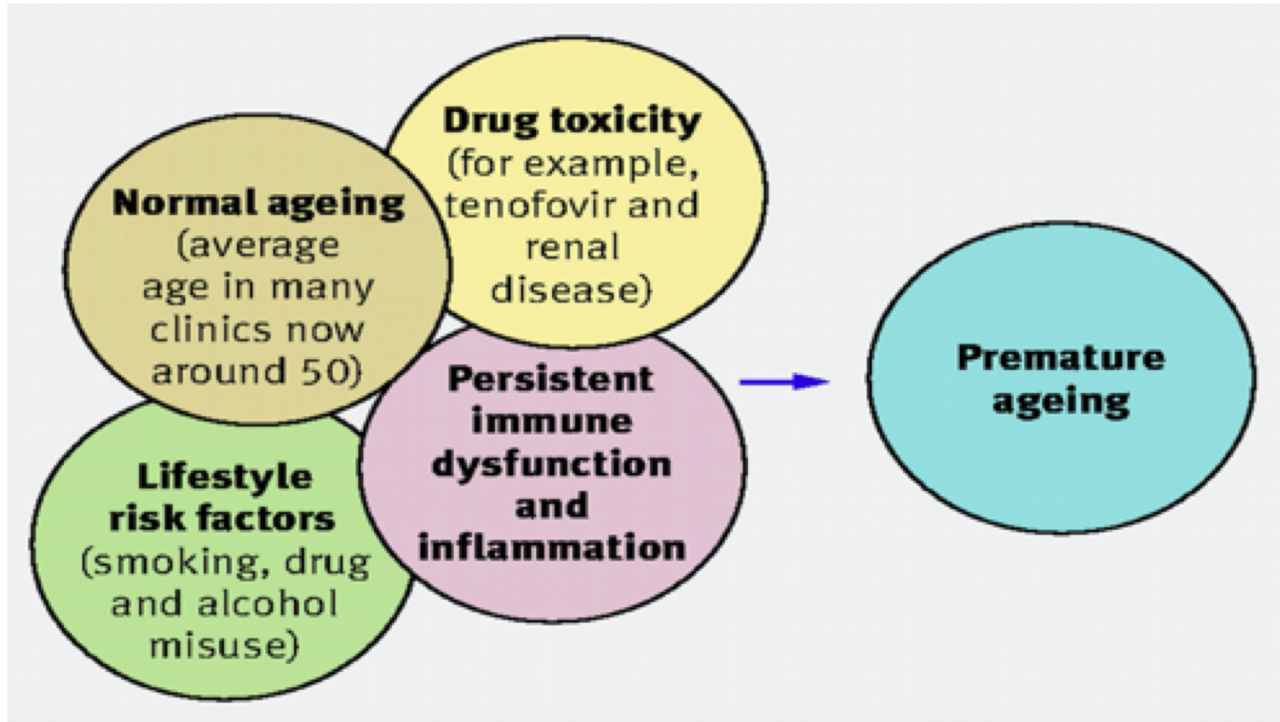 Normal ageing
(average
age in many
clinics now
around 50)
Drug toxicity
(for example,
tenofovir and
renal
disease)
Lifestyle
risk factors
(smoking, drug
and alcohol
misuse)
Persistent
immune
dysfunction
and
inflammation
Premature
ageing